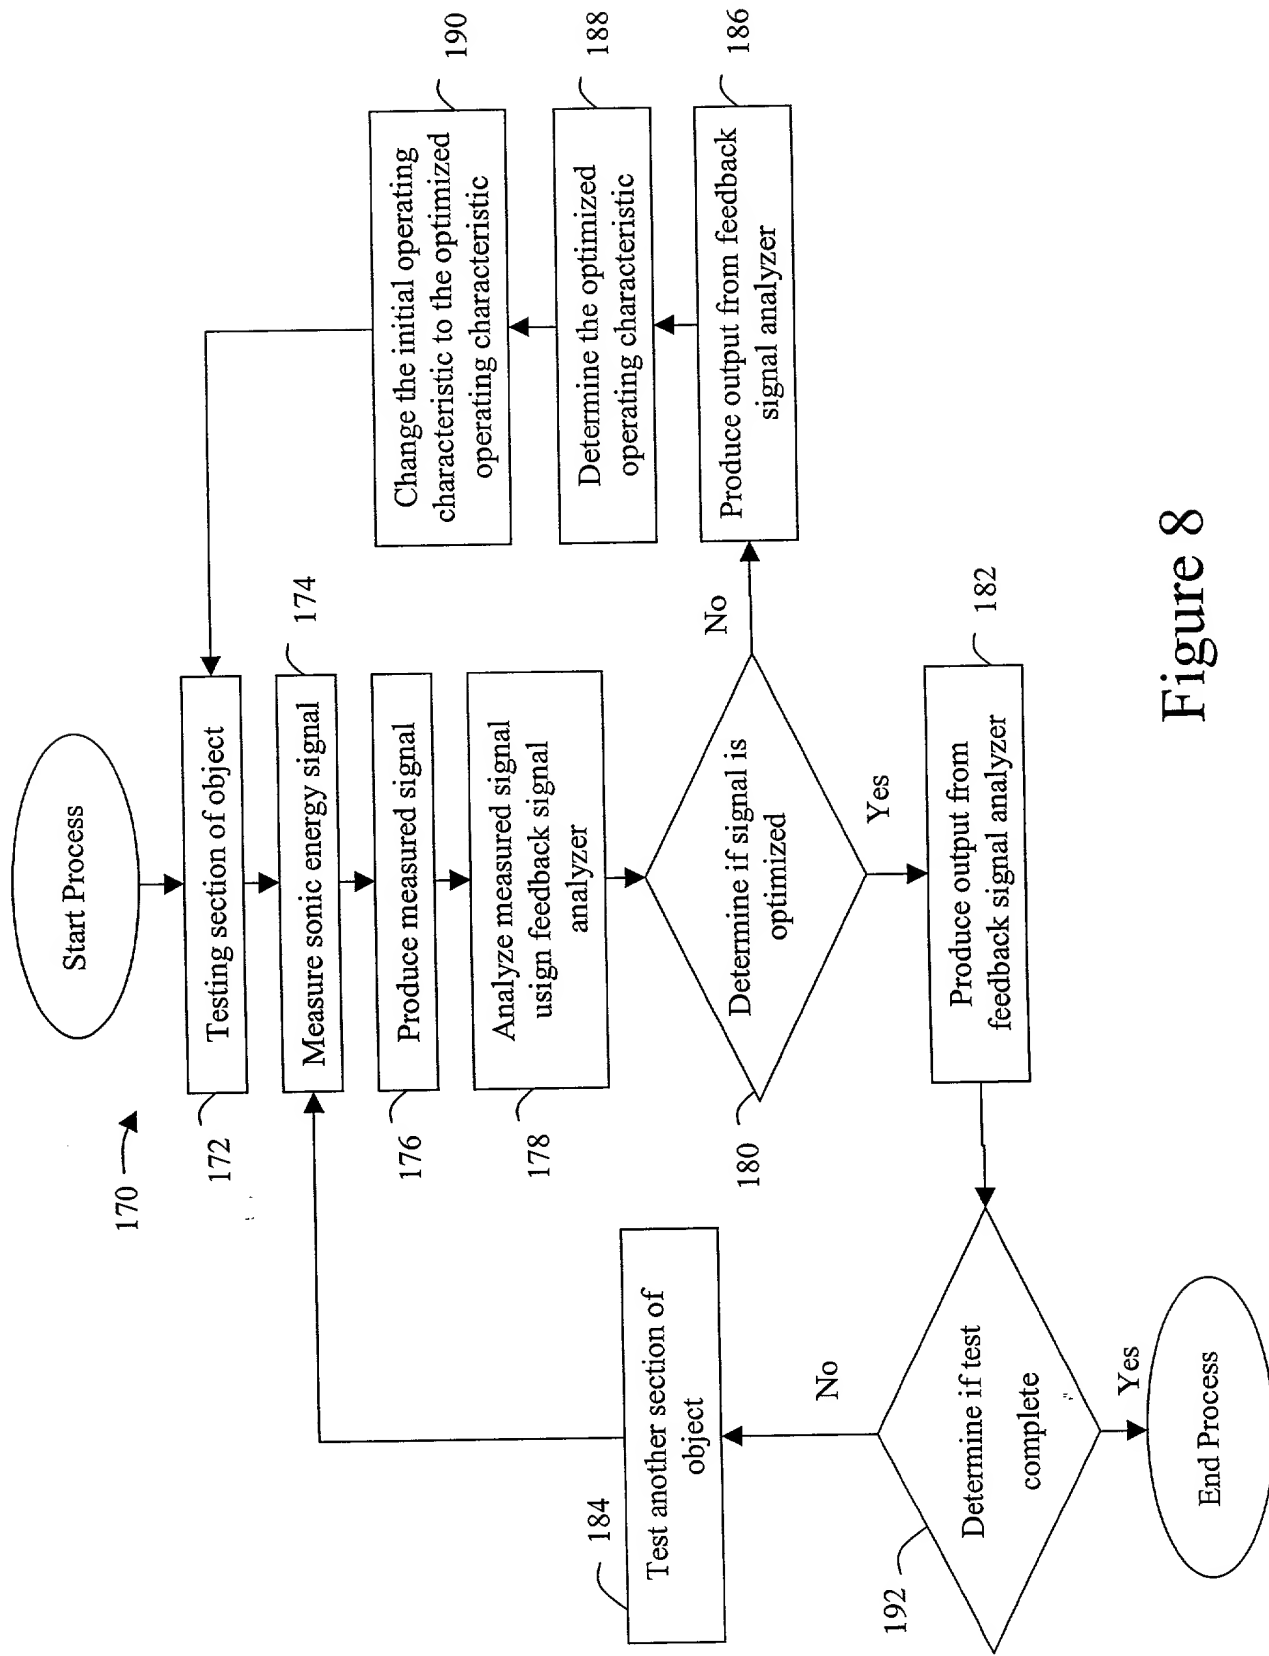 170
Start Process
172
Testing section of object
174
Measure sonic energy signal
176
Produce measured signal
178
Analyze measured signal
usign feedback signal
analyzer
180
Determine if signal is
optimized
No
Yes
186
Produce output from feedback
signal analyzer
188
Determine the optimized
operating characteristic
190
Change the initial operating
characteristic to the optimized
operating characteristic
182
Produce output from
feedback signal analyzer
192
Determine if test
complete
No
184
Test another section of
object
Yes
End Process
Figure 8